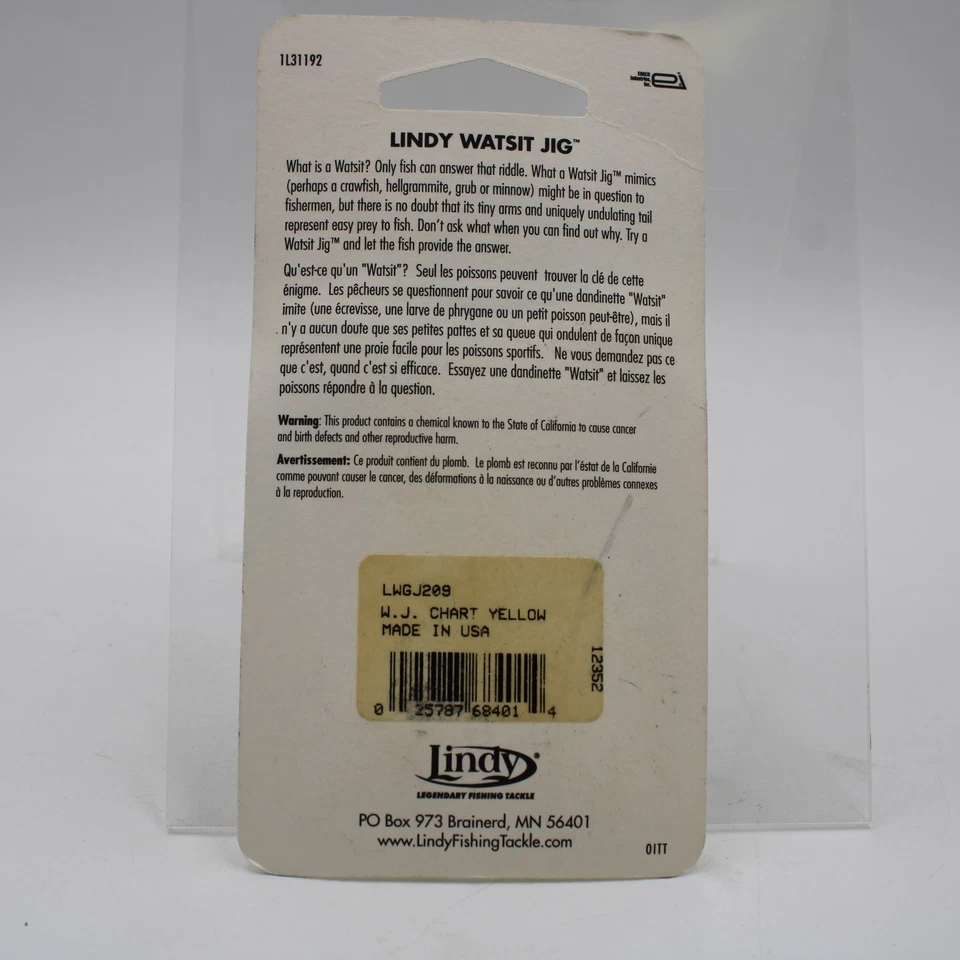 1L31192
EBSCO
Industries,
Inc.
ei
LINDY WATSIT JIG™
What is a Watsit? Only fish can answer that riddle. What a Watsit Jig™ mimics
(perhaps a crawfish, hellgrammite, grub or minnow) might be in question to
fishermen, but there is no doubt that its tiny arms and uniquely undulating tail
represent easy prey to fish. Don't ask what when you can find out why. Try a
Watsit Jig™ and let the fish provide the answer.
Qu'est-ce qu'un "Watsit"? Seul les poissons peuvent trouver la clé de cette
énigme. Les pêcheurs se questionnent pour savoir ce qu'une dandinette "Watsit"
imite (une écrevisse, une larve de phrygane ou un petit poisson peut-être), mais il
n'y a aucun doute que ses petites pattes et sa queue qui ondulent de façon unique
représentent une proie facile pour les poissons sportifs. Ne vous demandez pas ce
que c'est, quand c'est si efficace. Essayez une dandinette "Watsit" et laissez les
poissons répondre à la question.
Warning: This product contains a chemical known to the State of California to cause cancer
and birth defects and other reproductive harm.
Avertissement: Ce produit contient du plomb. Le plomb est reconnu par l'éstat de la Californie
comme pouvant causer le cancer, des déformations à la naissance ou d'autres problèmes connexes
à la reproduction.
LWGJ209
W.J. CHART YELLOW
MADE IN USA
12352
0 25787 68401 4
Lindy®
LEGENDARY FISHING TACKLE
PO Box 973 Brainerd, MN 56401
www.LindyFishingTackle.com
01TT